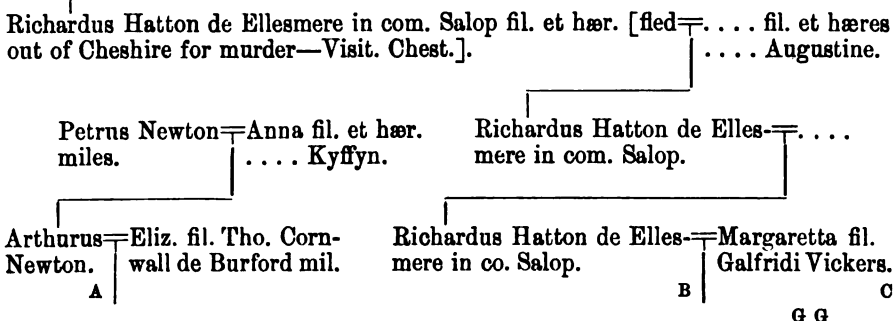 Richardus Hatton de Ellesmere in com. Salop fil. et hær. [fled=. . . . fil. et hæres
out of Cheshire for murder—Visit. Chest.]. . . . . Augustine.
Petrus Newton=Anna fil. et hær. Richardus Hatton de Elles-=. . . .
miles. . . . . Kyffyn. mere in com. Salop.
Arthurus=Eliz. fil. Tho. Corn- Richardus Hatton de Elles-=Margaretta fil.
Newton. wall de Burford mil. mere in co. Salop. Galfridi Vickers.
A B C
G G